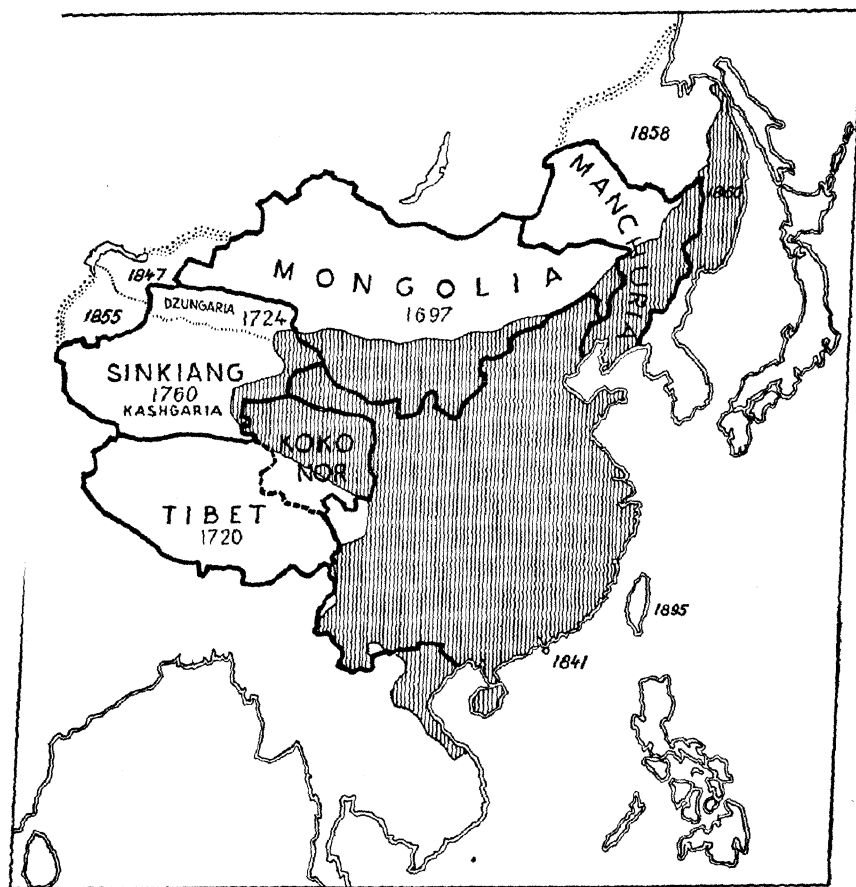 1858
MANCHURIA
1860
1847
MONGOLIA
DZUNGARIA
1724
1697
1855
SINKIANG
1760
KASHGARIA
KOKO
NOR
TIBET
1720
1895
1841